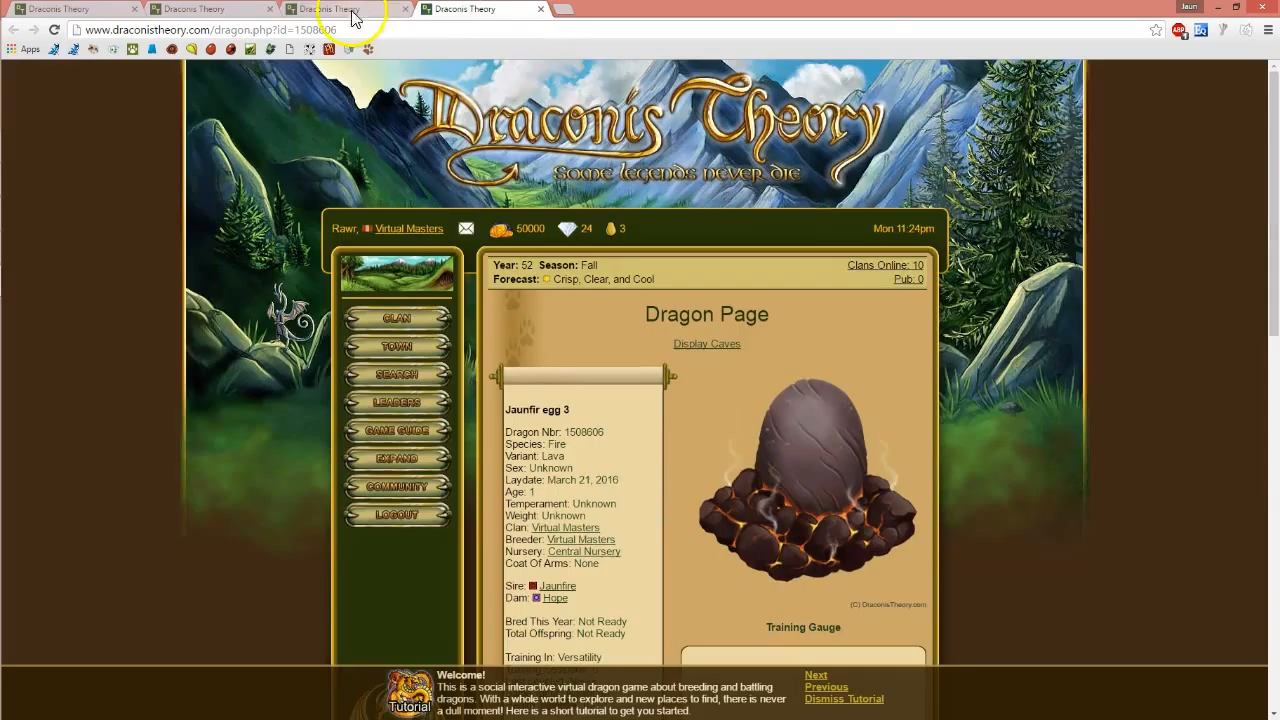 Draconis Theory
Draconis Theory
Draconis Theory
Draconis Theory
Jaun
www.draconistheory.com/dragon.php?id=1508606
Apps
Draconis Theory
Some legends never die
Rawr, Virtual Masters 50000 24 3 Mon 11:24pm
CLAN
TOWN
SEARCH
LEADERS
GAME GUIDE
EXPAND
COMMUNITY
LOGOUT
Year: 52 Season: Fall Clans Online: 10
Forecast: Crisp, Clear, and Cool Pub: 0
Dragon Page
Display Caves
Jaunfir egg 3
Dragon Nbr: 1508606
Species: Fire
Variant: Lava
Sex: Unknown
Laydate: March 21, 2016
Age: 1
Temperament: Unknown
Weight: Unknown
Clan: Virtual Masters
Breeder: Virtual Masters
Nursery: Central Nursery
Coat Of Arms: None
Sire: Jaunfire
Dam: Hope
Bred This Year: Not Ready
Total Offspring: Not Ready
Training In: Versatility
(C) DraconisTheory.com
Training Gauge
Tutorial
Welcome!
This is a social interactive virtual dragon game about breeding and battling
dragons. With a whole world to explore and new places to find, there is never
a dull moment! Here is a short tutorial to get you started.
Next
Previous
Dismiss Tutorial